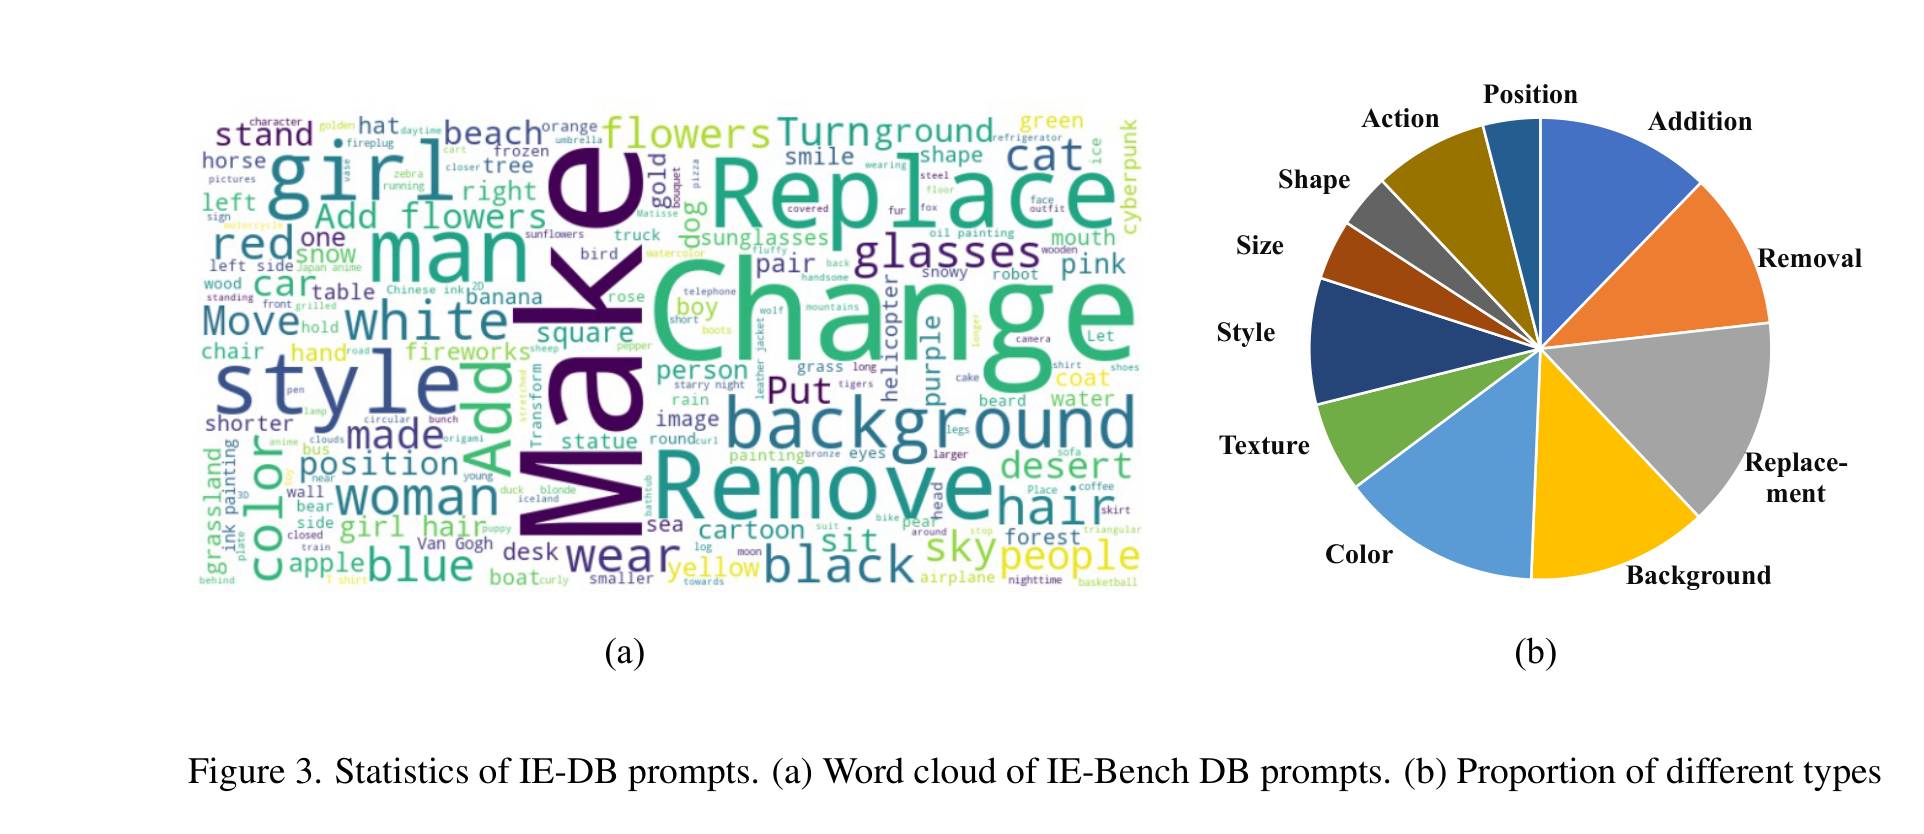 character golden hat daytime beach orange flowers Turn ground green
stand fireplug umbrella refrigerator
horse girl cart frozen smile wearing shape cat ice cyberpunk
pictures vase closer tree gold bouquet pizza Replace steel
left zebra running right Make floor
sign Add flowers Matisse dog covered fur fox face outfit
motorcycle man sunflowers truck sunglasses oil painting mouth
red one snow bird watercolor fluffy glasses wooden
left side Japan anime pair back snowy robot pink
wood car table Chinese ink 2D banana rose telephone handsome Change
standing front grilled boy wolf mountains helicopter
Move hold white square short boots leather jacket purple longer camera Let
chair hand road fireworks sheep pepper person grass long shirt shoes
style pen Add stretched Transform starry night Put tigers cake coat
lamp rain background beard water
shorter circular bunch image legs
color anime clouds made origami statue round curl
grassland ink painting bus position painting bronze eyes larger sofa desert
3D toy near young Remove
wall woman duck blonde iceland bathtub head Place coffee hair
bear
side girl hair puppy sea cartoon suit bike pear skirt
plate closed Van Gogh desk wear sit around stop forest triangular
train log moon black sky people
apple T shirt blue boat curly smaller yellow airplane nighttime
behind towards basketball
(a)
Position
Action
Addition
Shape
Size
Removal
Style
Texture
Replace-
ment
Color
Background
(b)
Figure 3. Statistics of IE-DB prompts. (a) Word cloud of IE-Bench DB prompts. (b) Proportion of different types